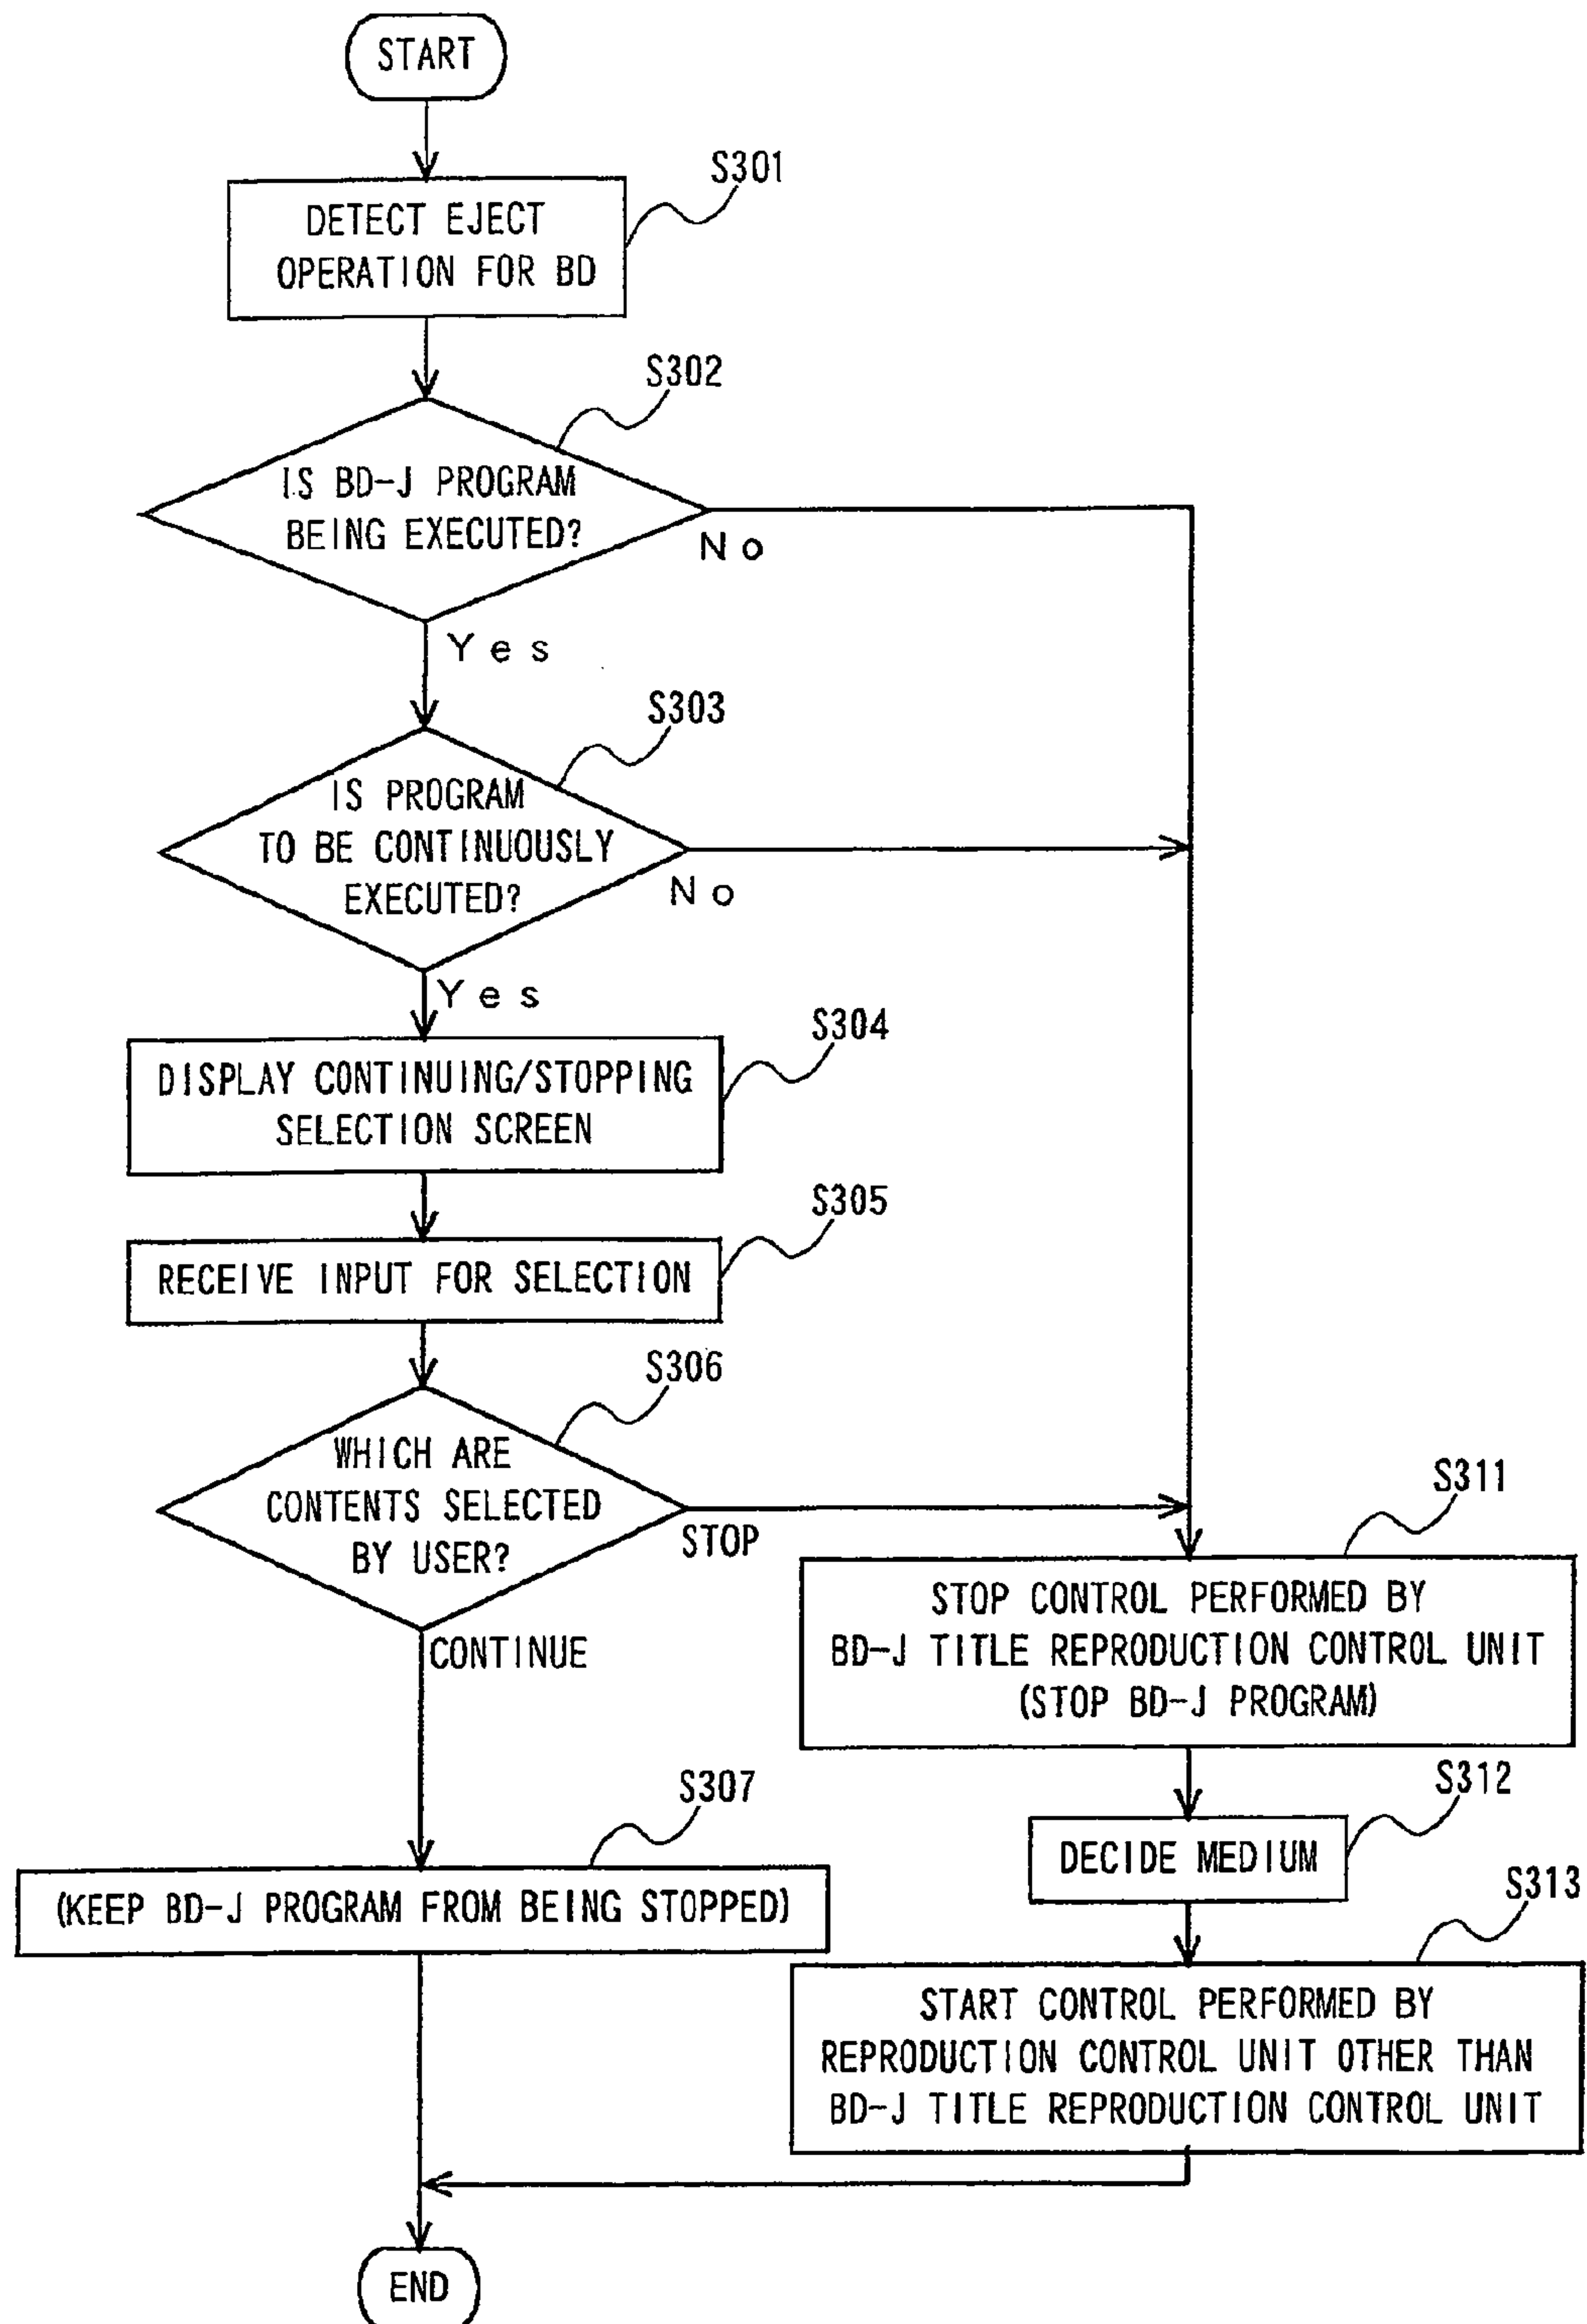 START
S301
DETECT EJECT
OPERATION FOR BD
S302
IS BD-J PROGRAM
BEING EXECUTED?
No
Yes
S303
IS PROGRAM
TO BE CONTINUOUSLY
EXECUTED?
No
Yes
S304
DISPLAY CONTINUING/STOPPING
SELECTION SCREEN
S305
RECEIVE INPUT FOR SELECTION
S306
WHICH ARE
CONTENTS SELECTED
BY USER?
STOP
CONTINUE
S311
STOP CONTROL PERFORMED BY
BD-J TITLE REPRODUCTION CONTROL UNIT
(STOP BD-J PROGRAM)
S307
(KEEP BD-J PROGRAM FROM BEING STOPPED)
S312
DECIDE MEDIUM
S313
START CONTROL PERFORMED BY
REPRODUCTION CONTROL UNIT OTHER THAN
BD-J TITLE REPRODUCTION CONTROL UNIT
END